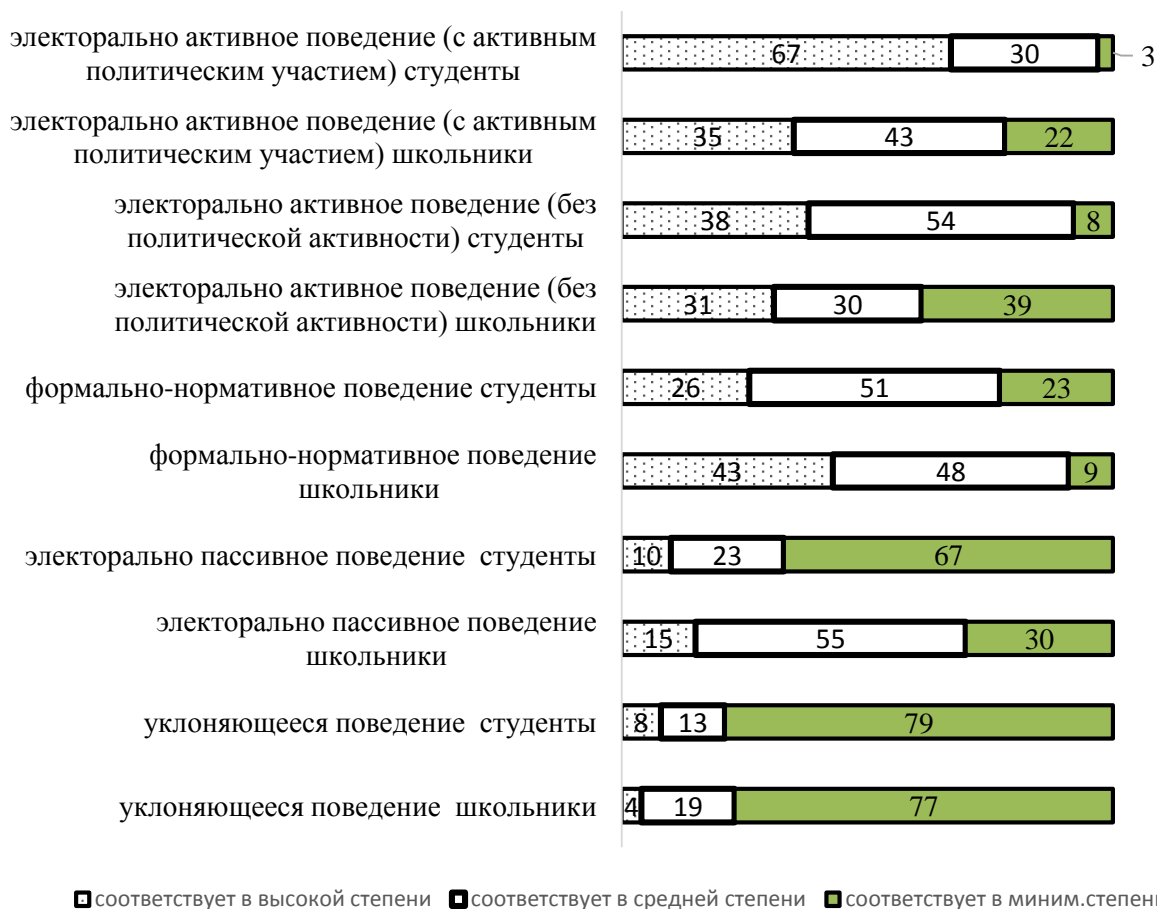 электорально активное поведение (с активным
политическим участием) студенты
67 30 3
электорально активное поведение (с активным
политическим участием) школьники
35 43 22
электорально активное поведение (без
политической активности) студенты
38 54 8
электорально активное поведение (без
политической активности) школьники
31 30 39
формально-нормативное поведение студенты
26 51 23
формально-нормативное поведение
школьники
43 48 9
электорально пассивное поведение студенты
10 23 67
электорально пассивное поведение
школьники
15 55 30
уклоняющееся поведение студенты
8 13 79
уклоняющееся поведение школьники
4 19 77
соответствует в высокой степени соответствует в средней степени соответствует в миним.степени